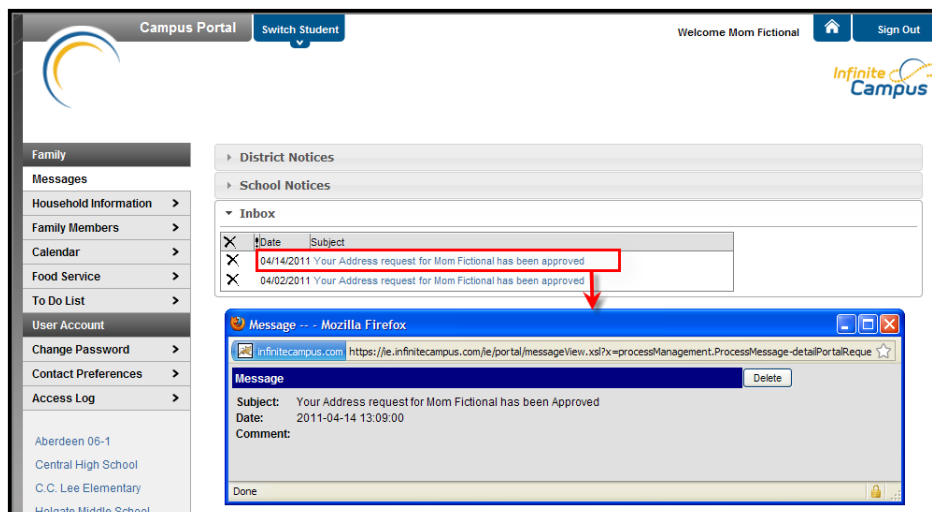 Campus Portal
Switch Student
Welcome Mom Fictional
Sign Out
Infinite
Campus
Family
Messages
Household Information
Family Members
Calendar
Food Service
To Do List
User Account
Change Password
Contact Preferences
Access Log
Aberdeen 06-1
Central High School
C.C. Lee Elementary
Holgate Middle School
District Notices
School Notices
Inbox
! Date Subject
04/14/2011 Your Address request for Mom Fictional has been approved
04/02/2011 Your Address request for Mom Fictional has been approved
Message -- - Mozilla Firefox
infinitecampus.com https://ie.infinitecampus.com/ie/portal/messageView.xsl?x=processManagement.ProcessMessage-detailPortalReque
Message
Delete
Subject: Your Address request for Mom Fictional has been Approved
Date: 2011-04-14 13:09:00
Comment:
Done